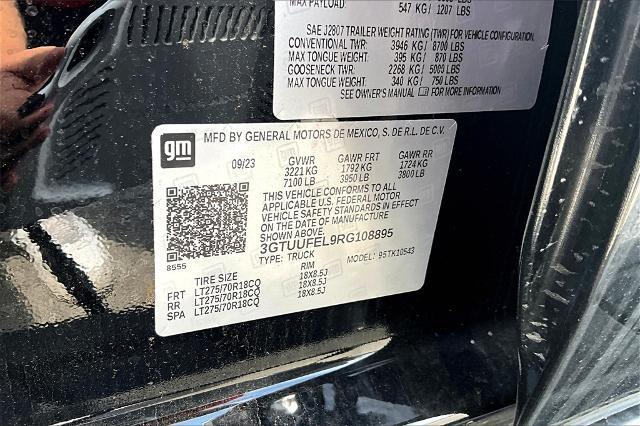 MAX PAYLOAD:
547 KG / 1207 LBS
SAE J2807 TRAILER WEIGHT RATING (TWR) FOR VEHICLE CONFIGURATION.
CONVENTIONAL TWR: 3946 KG / 8700 LBS
MAX TONGUE WEIGHT: 395 KG / 870 LBS
GOOSENECK TWR: 2268 KG / 5085 LBS
MAX TONGUE WEIGHT: 340 KG / 750 LBS
SEE OWNER'S MANUAL FOR MORE INFORMATION
gm
MFD BY GENERAL MOTORS DE MEXICO, S. DE R.L. DE C.V.
09/23 GVWR GAWR FRT GAWR RR
3221 KG 1792 KG 1724 KG
7100 LB 3950 LB 3800 LB
THIS VEHICLE CONFORMS TO ALL
APPLICABLE U.S. FEDERAL MOTOR
VEHICLE SAFETY STANDARDS IN EFFECT
ON THE DATE OF MANUFACTURE
3GTUUFEL9RG108895
TYPE: TRUCK MODEL: 95TK10543
8555
TIRE SIZE RIM
FRT LT275/70R18CQ 18X8.5J
RR LT275/70R18CQ 18X8.5J
SPA LT275/70R18CQ 18X8.5J